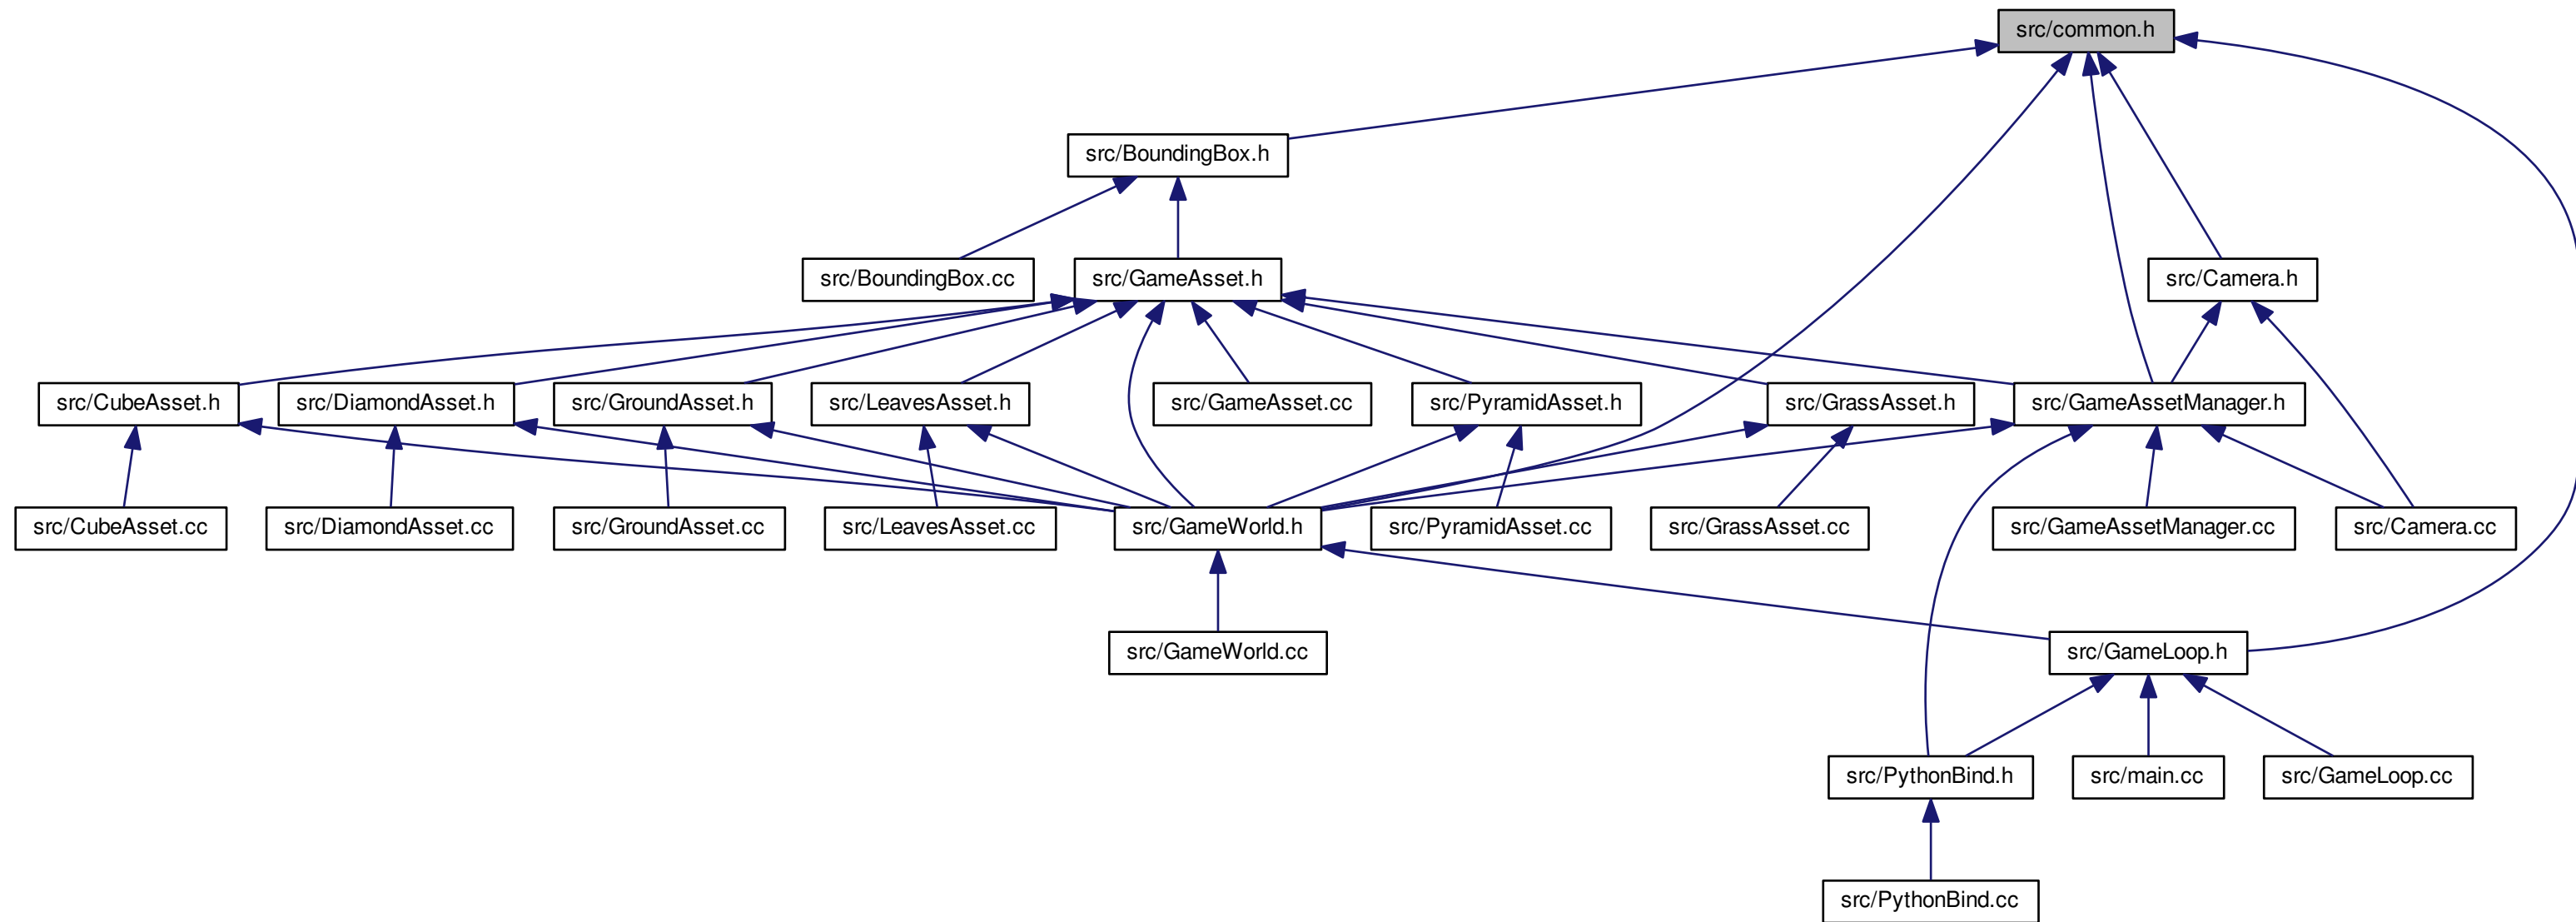 src/common.h
src/BoundingBox.h
src/BoundingBox.cc
src/GameAsset.h
src/Camera.h
src/CubeAsset.h
src/DiamondAsset.h
src/GroundAsset.h
src/LeavesAsset.h
src/GameAsset.cc
src/PyramidAsset.h
src/GrassAsset.h
src/GameAssetManager.h
src/CubeAsset.cc
src/DiamondAsset.cc
src/GroundAsset.cc
src/LeavesAsset.cc
src/GameWorld.h
src/PyramidAsset.cc
src/GrassAsset.cc
src/GameAssetManager.cc
src/Camera.cc
src/GameWorld.cc
src/GameLoop.h
src/PythonBind.h
src/main.cc
src/GameLoop.cc
src/PythonBind.cc